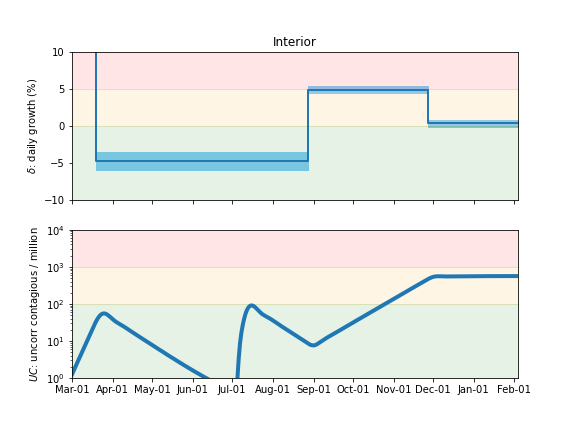 Interior
δ: daily growth (%)
10
5
0
−5
−10
UC: uncorr contagious / million
10⁴
10³
10²
10¹
10⁰
Mar-01 Apr-01 May-01 Jun-01 Jul-01 Aug-01 Sep-01 Oct-01 Nov-01 Dec-01 Jan-01 Feb-01